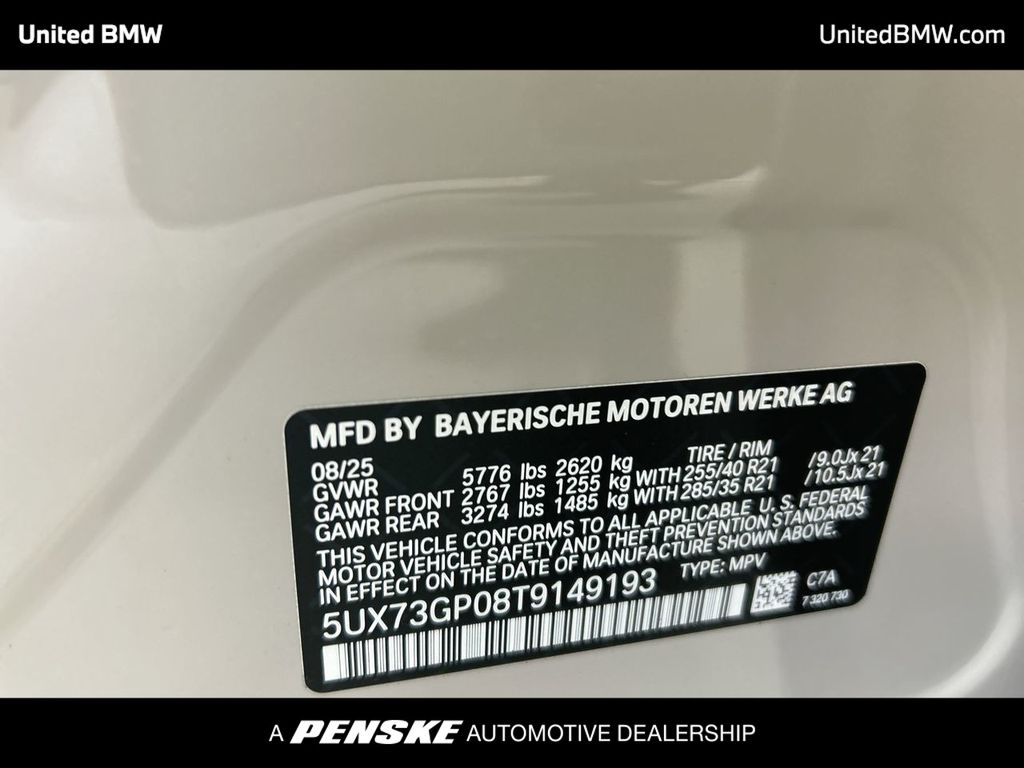 United BMW
UnitedBMW.com
MFD BY BAYERISCHE MOTOREN WERKE AG
08/25 TIRE / RIM
GVWR 5776 lbs 2620 kg
GAWR FRONT 2767 lbs 1255 kg WITH 255/40 R21 /9.0Jx 21
GAWR REAR 3274 lbs 1485 kg WITH 285/35 R21 /10.5Jx 21
THIS VEHICLE CONFORMS TO ALL APPLICABLE U. S. FEDERAL
MOTOR VEHICLE SAFETY AND THEFT PREVENTION STANDARDS
IN EFFECT ON THE DATE OF MANUFACTURE SHOWN ABOVE.
5UX73GP08T9149193 TYPE: MPV
C7A
7 320 730
A PENSKE AUTOMOTIVE DEALERSHIP